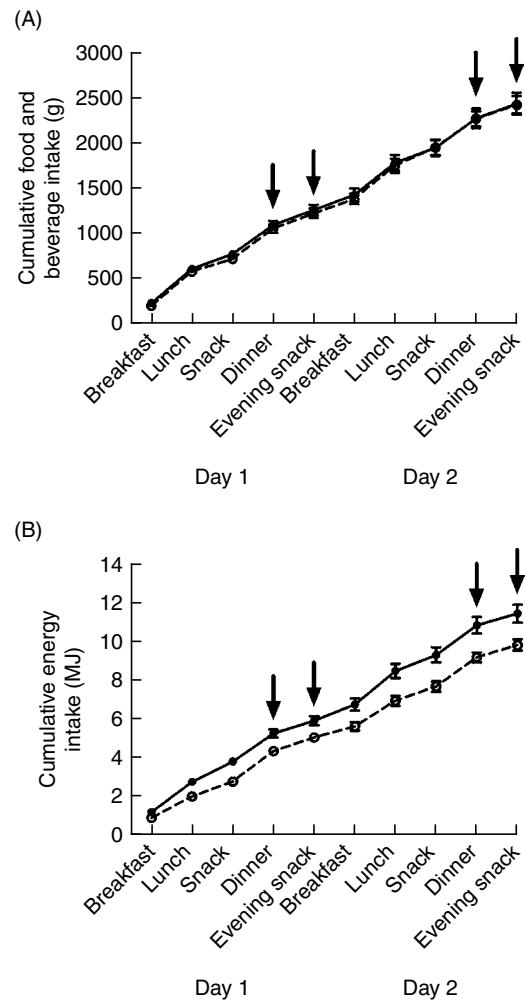 (A)
Cumulative food and
beverage intake (g)
3000
2500
2000
1500
1000
500
0
Breakfast
Lunch
Snack
Dinner
Evening snack
Breakfast
Lunch
Snack
Dinner
Evening snack
Day 1
Day 2
(B)
Cumulative energy
intake (MJ)
14
12
10
8
6
4
2
0
Breakfast
Lunch
Snack
Dinner
Evening snack
Breakfast
Lunch
Snack
Dinner
Evening snack
Day 1
Day 2